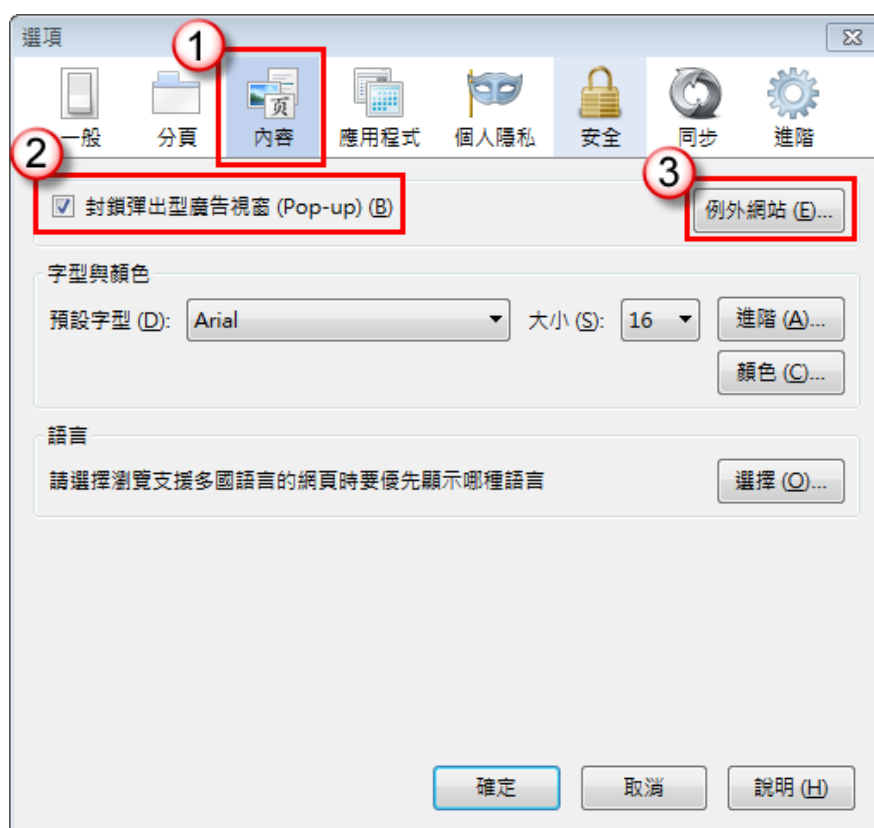 選項
1
一般 分頁 內容 應用程式 個人隱私 安全 同步 進階
页
2
3
封鎖彈出型廣告視窗 (Pop-up) (B)
例外網站 (E)...
字型與顏色
預設字型 (D): Arial 大小 (S): 16 進階 (A)...
顏色 (C)...
語言
請選擇瀏覽支援多國語言的網頁時要優先顯示哪種語言 選擇 (O)...
確定 取消 說明 (H)